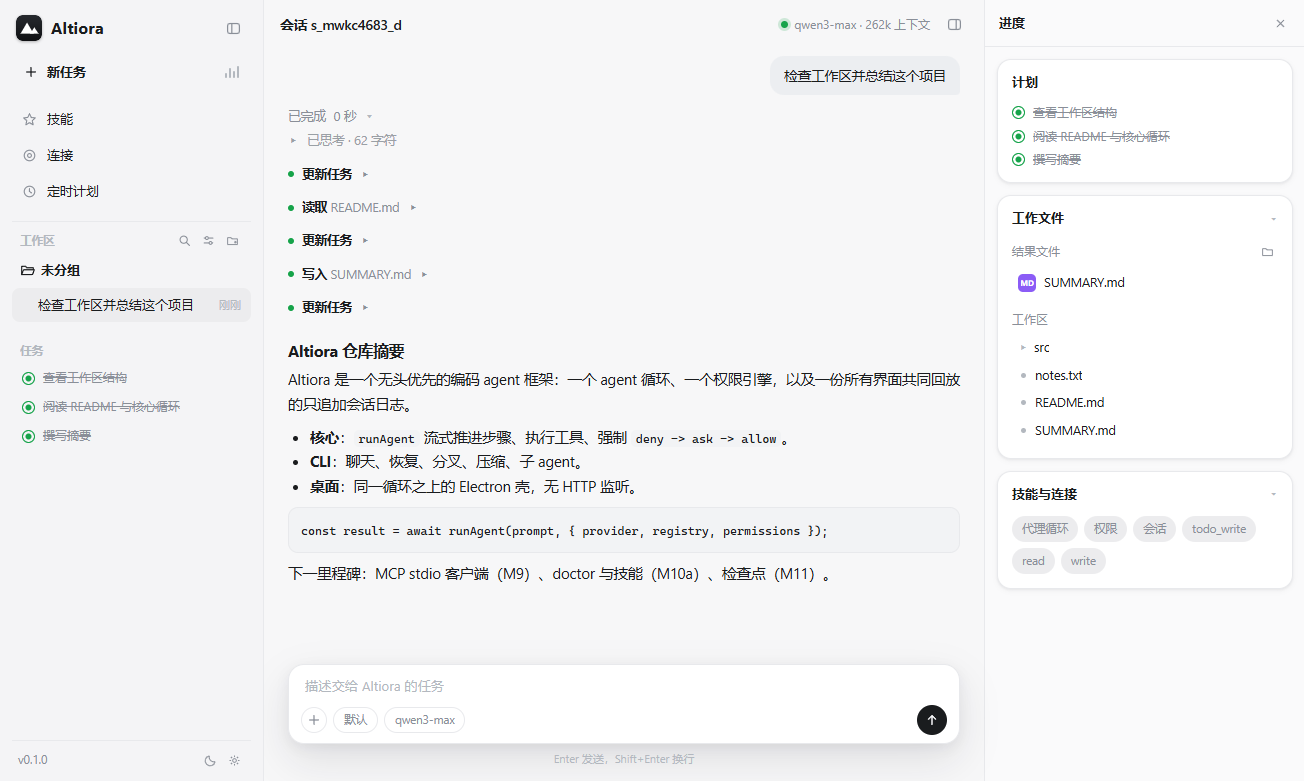 Altiora
新任务
技能
连接
定时计划
工作区
未分组
检查工作区并总结这个项目 刚刚
任务
查看工作区结构
阅读 README 与核心循环
撰写摘要
v0.1.0
会话 s_mwkc4683_d
qwen3-max · 262k 上下文
检查工作区并总结这个项目
已完成 0 秒
已思考 · 62 字符
更新任务
读取 README.md
更新任务
写入 SUMMARY.md
更新任务
Altiora 仓库摘要
Altiora 是一个无头优先的编码 agent 框架：一个 agent 循环、一个权限引擎，以及一份所有界面共同回放
的只追加会话日志。
• 核心： runAgent 流式推进步骤、执行工具、强制 deny -> ask -> allow 。
• CLI：聊天、恢复、分叉、压缩、子 agent。
• 桌面：同一循环之上的 Electron 壳，无 HTTP 监听。
const result = await runAgent(prompt, { provider, registry, permissions });
下一里程碑：MCP stdio 客户端（M9）、doctor 与技能（M10a）、检查点（M11）。
描述交给 Altiora 的任务
默认 qwen3-max
Enter 发送，Shift+Enter 换行
进度
计划
查看工作区结构
阅读 README 与核心循环
撰写摘要
工作文件
结果文件
MD SUMMARY.md
工作区
src
notes.txt
README.md
SUMMARY.md
技能与连接
代理循环 权限 会话 todo_write
read write